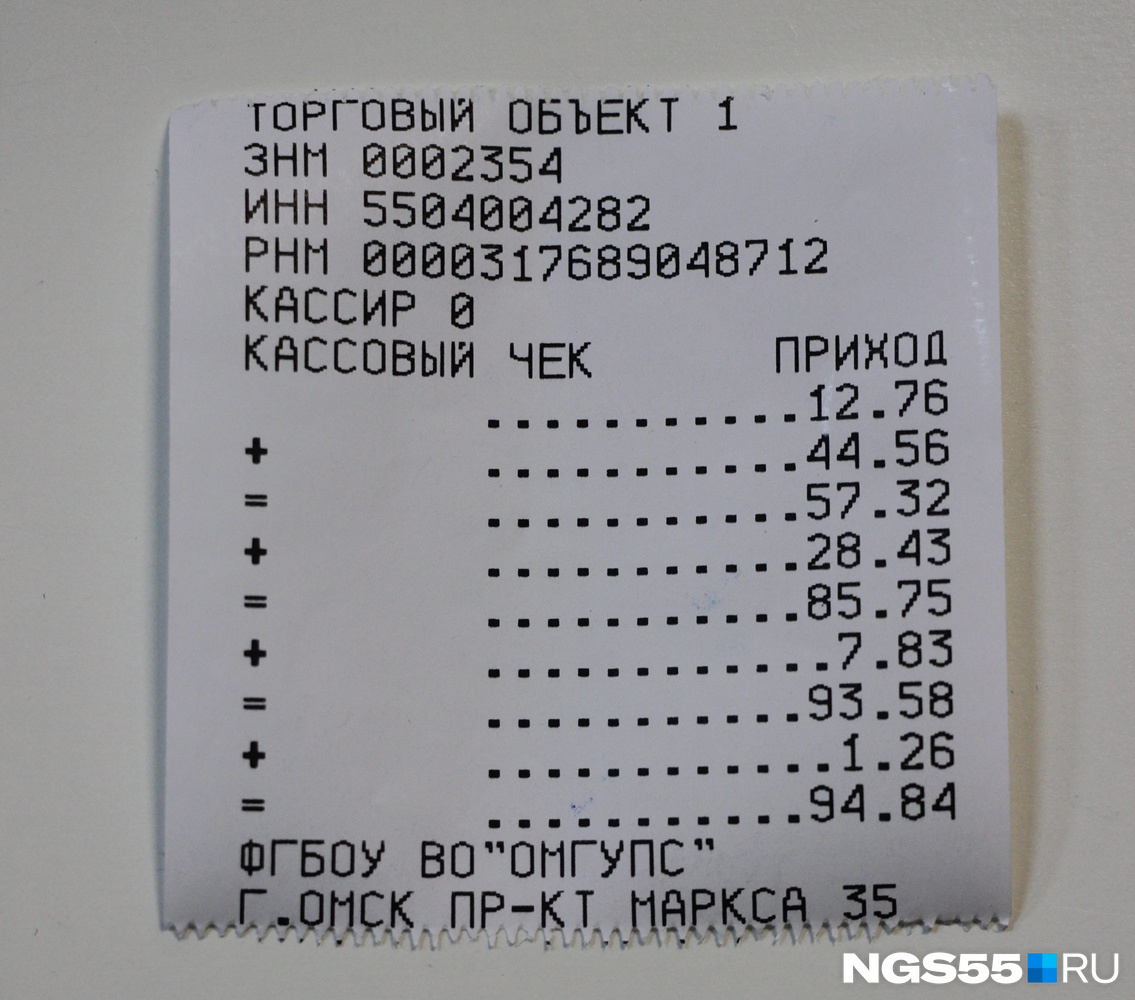 ТОРГОВЫЙ ОБЪЕКТ 1
ЗНМ 0002354
ИНН 5504004282
РНМ 0000317689048712
КАССИР 0
КАССОВЫЙ ЧЕК ПРИХОД
...........12.76
+ ...........44.56
= ...........57.32
+ ...........28.43
= ...........85.75
+ ............7.83
= ...........93.58
+ ............1.26
= ...........94.84
ФГБОУ ВО"ОМГУПС"
Г.ОМСК ПР-КТ МАРКСА 35
NGS55.RU